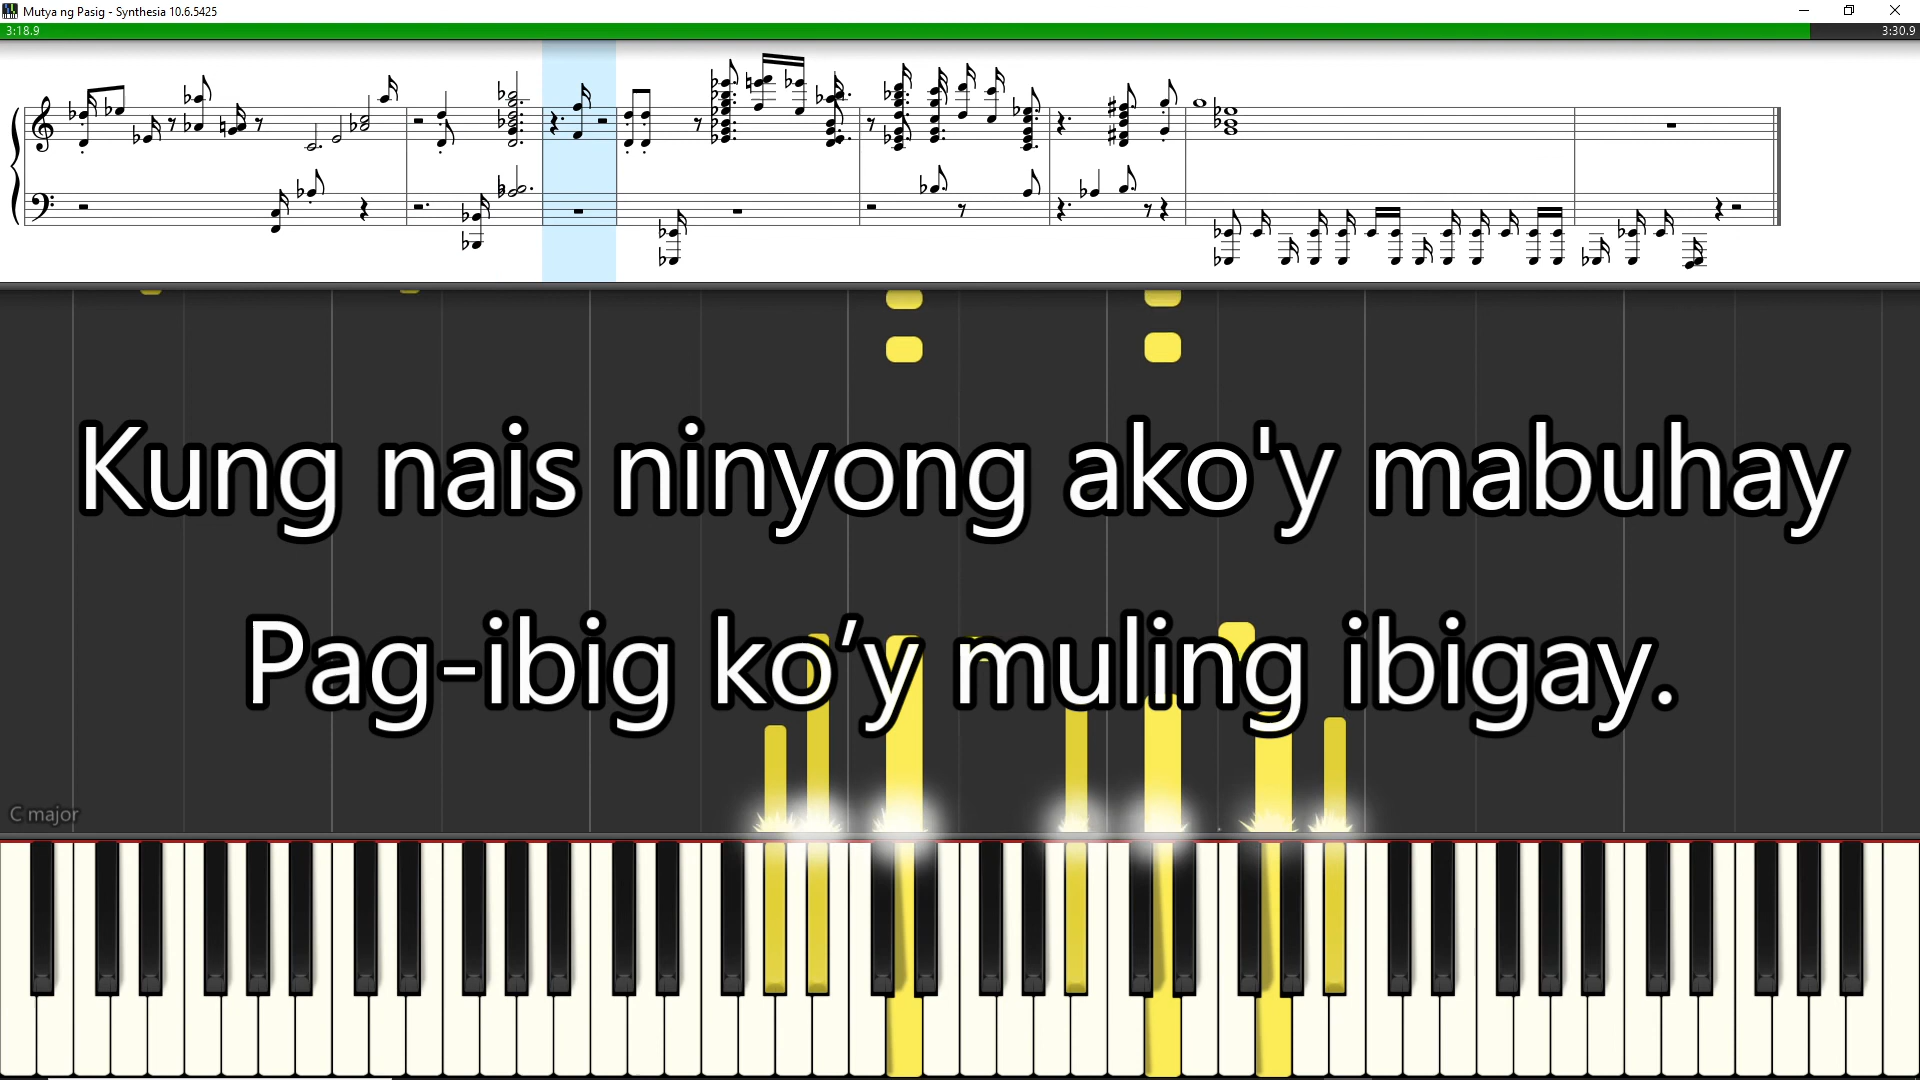 Mutya ng Pasig - Synthesia 10.6.5425
3:18.9
3:30.9
Kung nais ninyong ako'y mabuhay
Pag-ibig ko’y muling ibigay.
C major